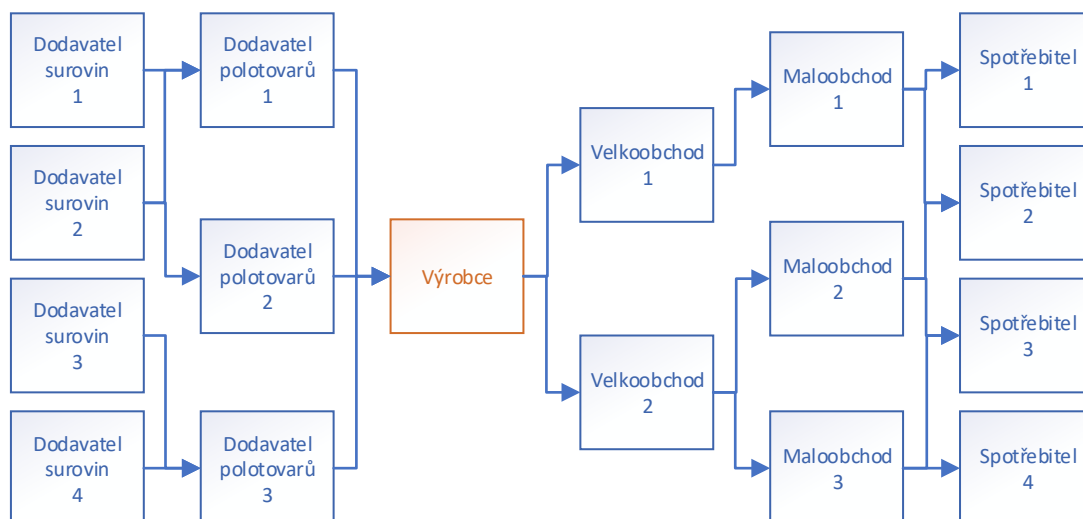 Dodavatel
surovin
1
Dodavatel
surovin
2
Dodavatel
surovin
3
Dodavatel
surovin
4
Dodavatel
polotovarů
1
Dodavatel
polotovarů
2
Dodavatel
polotovarů
3
Výrobce
Velkoobchod
1
Velkoobchod
2
Maloobchod
1
Maloobchod
2
Maloobchod
3
Spotřebitel
1
Spotřebitel
2
Spotřebitel
3
Spotřebitel
4